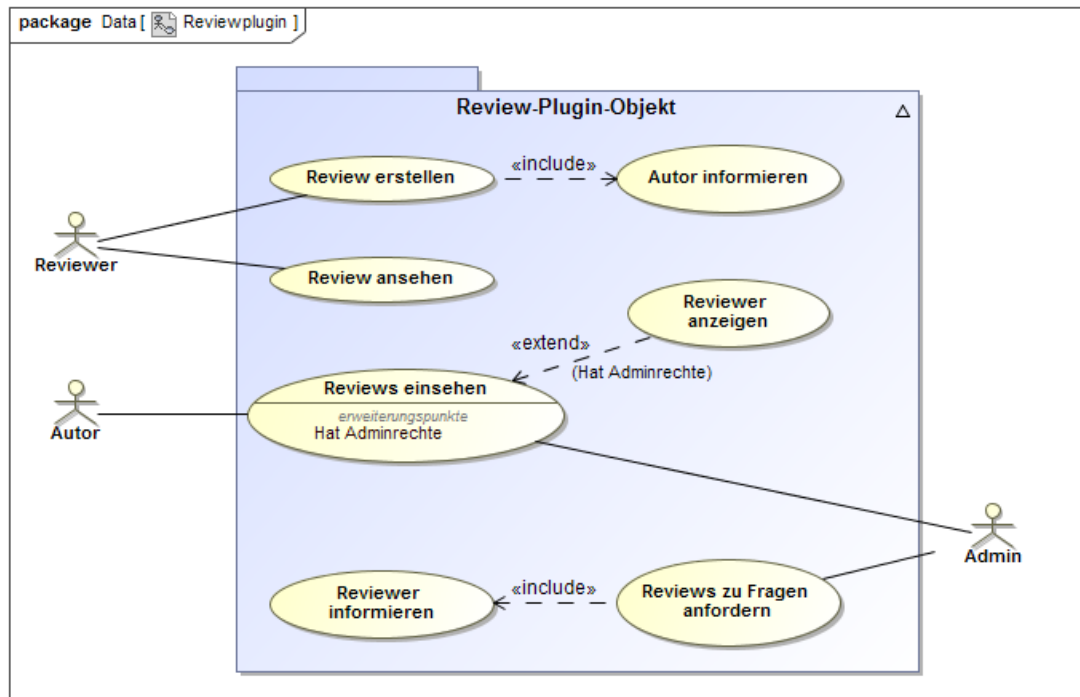 package Data [ Reviewplugin ]
Review-Plugin-Objekt
Review erstellen
«include»
Autor informieren
Reviewer
Review ansehen
Reviewer
anzeigen
«extend»
(Hat Adminrechte)
Reviews einsehen
erweiterungspunkte
Hat Adminrechte
Autor
Admin
Reviewer
informieren
«include»
Reviews zu Fragen
anfordern